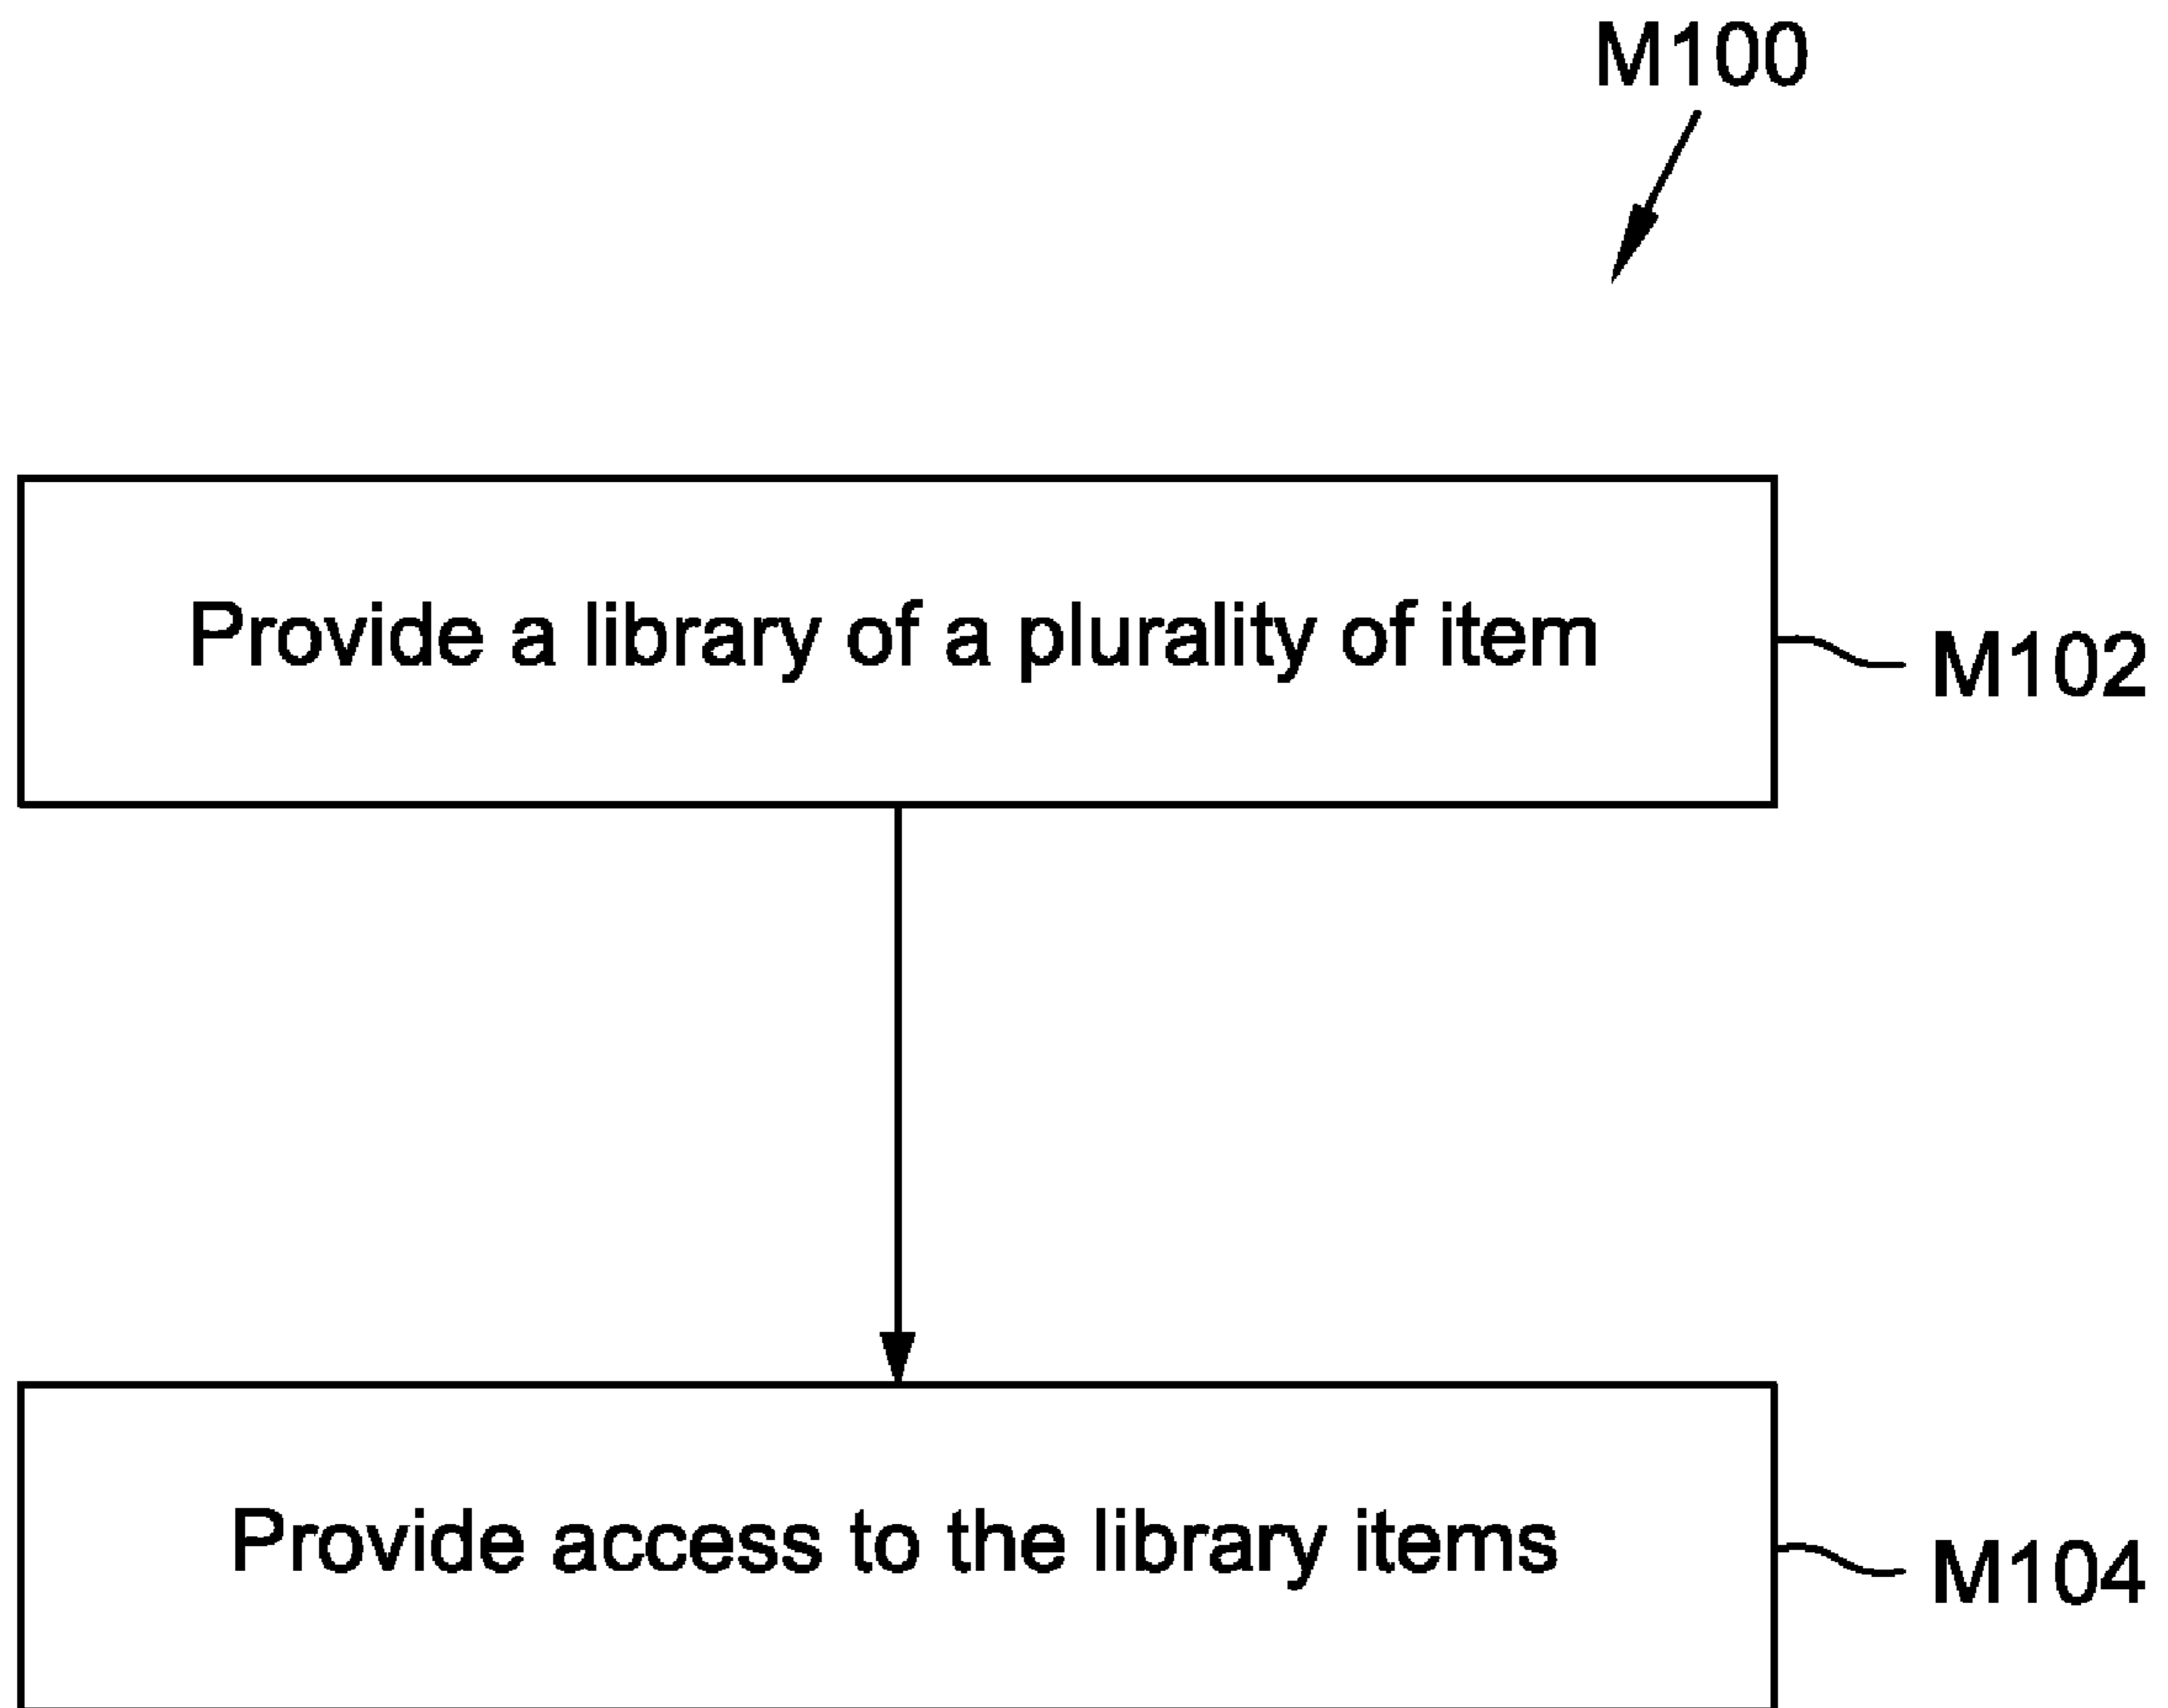 M100
Provide a library of a plurality of item
M102
Provide access to the library items
M104